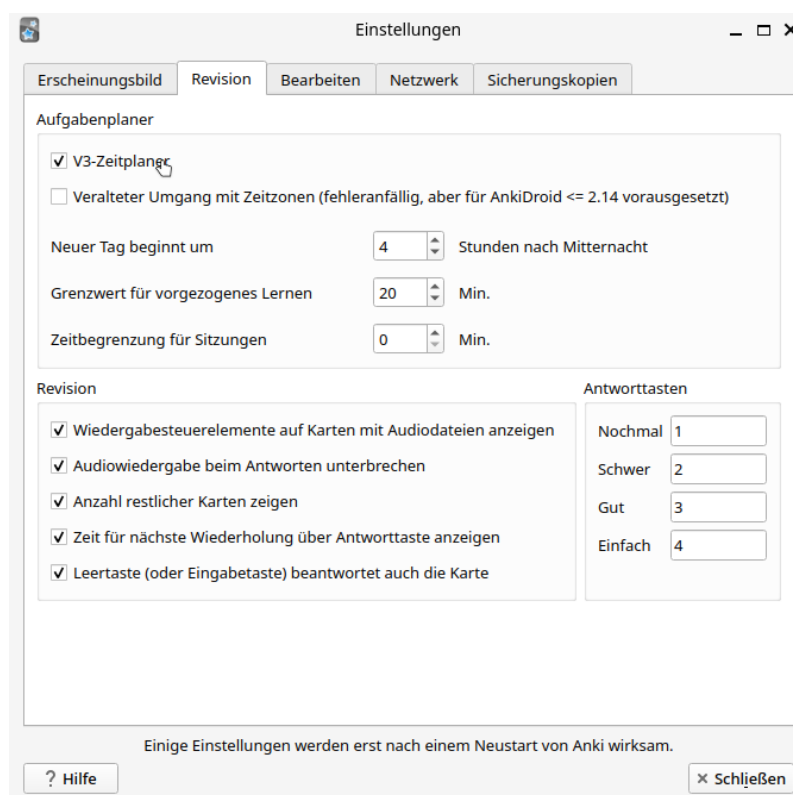 Einstellungen
Erscheinungsbild Revision Bearbeiten Netzwerk Sicherungskopien
Aufgabenplaner
V3-Zeitplaner
Veralteter Umgang mit Zeitzonen (fehleranfällig, aber für AnkiDroid <= 2.14 vorausgesetzt)
Neuer Tag beginnt um 4 Stunden nach Mitternacht
Grenzwert für vorgezogenes Lernen 20 Min.
Zeitbegrenzung für Sitzungen 0 Min.
Revision
Wiedergabesteuerelemente auf Karten mit Audiodateien anzeigen
Audiowiedergabe beim Antworten unterbrechen
Anzahl restlicher Karten zeigen
Zeit für nächste Wiederholung über Antworttaste anzeigen
Leertaste (oder Eingabetaste) beantwortet auch die Karte
Antworttasten
Nochmal 1
Schwer 2
Gut 3
Einfach 4
Einige Einstellungen werden erst nach einem Neustart von Anki wirksam.
? Hilfe
Schließen